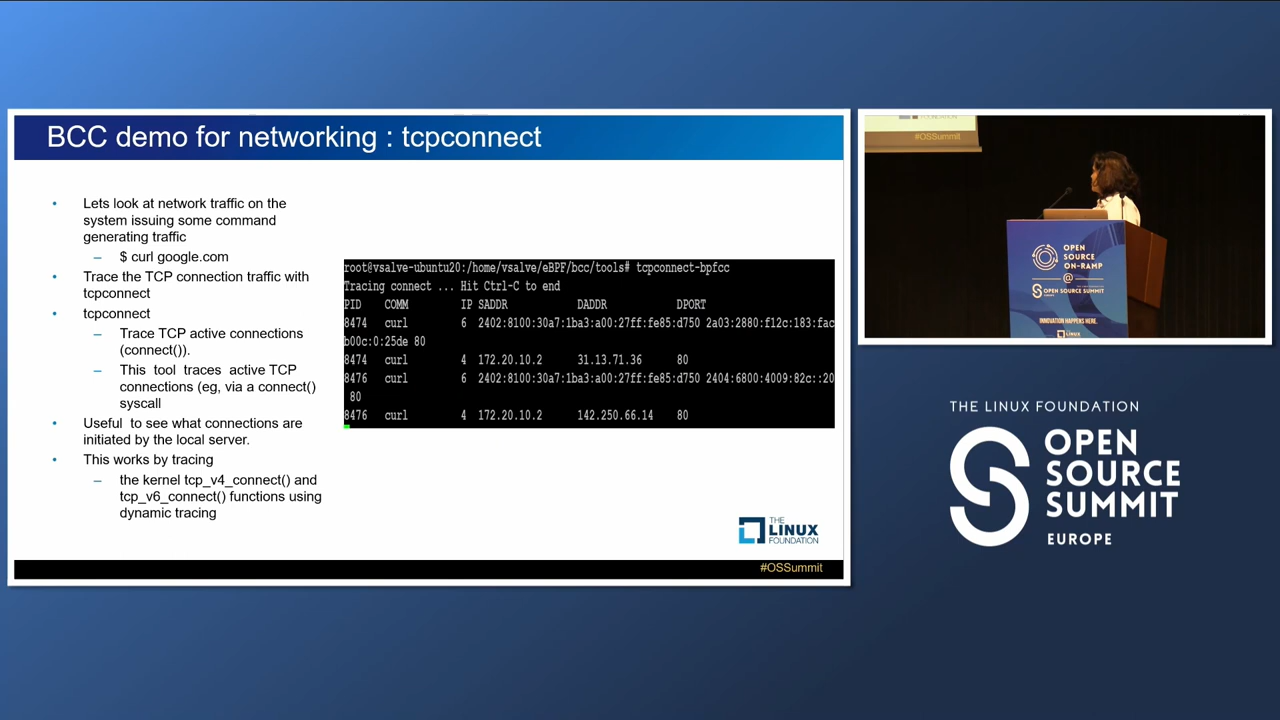 BCC demo for networking : tcpconnect
Lets look at network traffic on the
system issuing some command
generating traffic
$ curl google.com
Trace the TCP connection traffic with
tcpconnect
tcpconnect
Trace TCP active connections
(connect()).
This tool traces active TCP
connections (eg, via a connect()
syscall
Useful to see what connections are
initiated by the local server.
This works by tracing
the kernel tcp_v4_connect() and
tcp_v6_connect() functions using
dynamic tracing
root@vsalve-ubuntu20:/home/vsalve/eBPF/bcc/tools# tcpconnect-bpfcc
Tracing connect ... Hit Ctrl-C to end
PID COMM IP SADDR DADDR DPORT
8474 curl 6 2402:8100:30a7:1ba3:a00:27ff:fe85:d750 2a03:2880:f12c:183:fac
b00c:0:25de 80
8474 curl 4 172.20.10.2 31.13.71.36 80
8476 curl 6 2402:8100:30a7:1ba3:a00:27ff:fe85:d750 2404:6800:4009:82c::20
80
8476 curl 4 172.20.10.2 142.250.66.14 80
THE
LINUX
FOUNDATION
#OSSummit
#OSSummit
OPEN
SOURCE
ON-RAMP
@
OPEN SOURCE SUMMIT
EUROPE
INNOVATION HAPPENS HERE.
LINUX
THE LINUX FOUNDATION
OPEN
SOURCE
SUMMIT
EUROPE